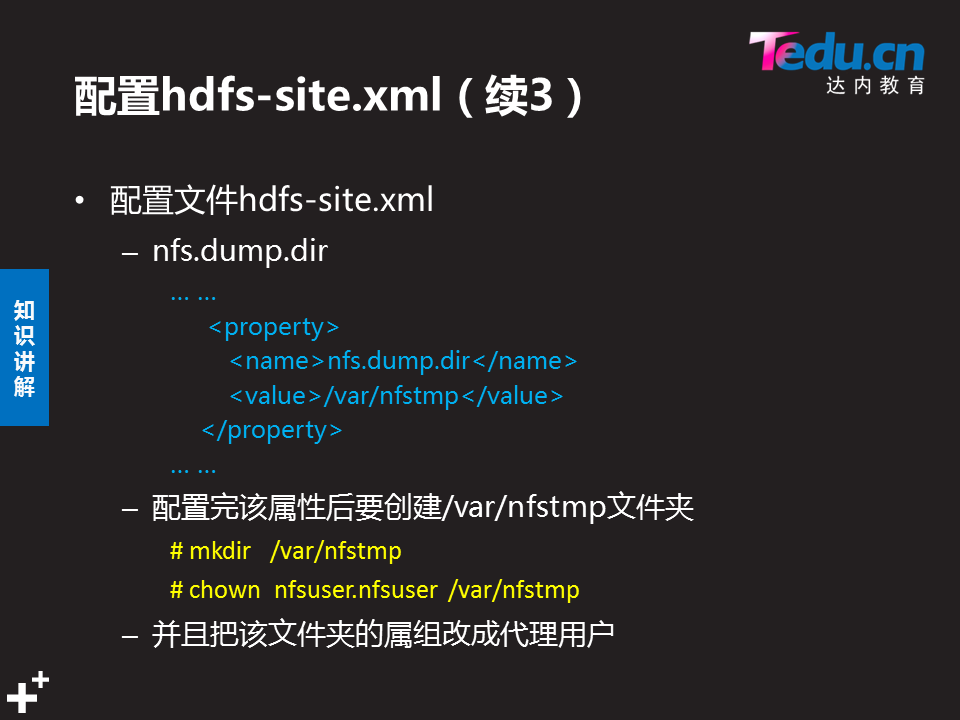 Tedu.cn
达内教育
配置hdfs-site.xml（续3）
• 配置文件hdfs-site.xml
– nfs.dump.dir
… …
<property>
<name>nfs.dump.dir</name>
<value>/var/nfstmp</value>
</property>
… …
– 配置完该属性后要创建/var/nfstmp文件夹
# mkdir /var/nfstmp
# chown nfsuser.nfsuser /var/nfstmp
– 并且把该文件夹的属组改成代理用户
知识讲解